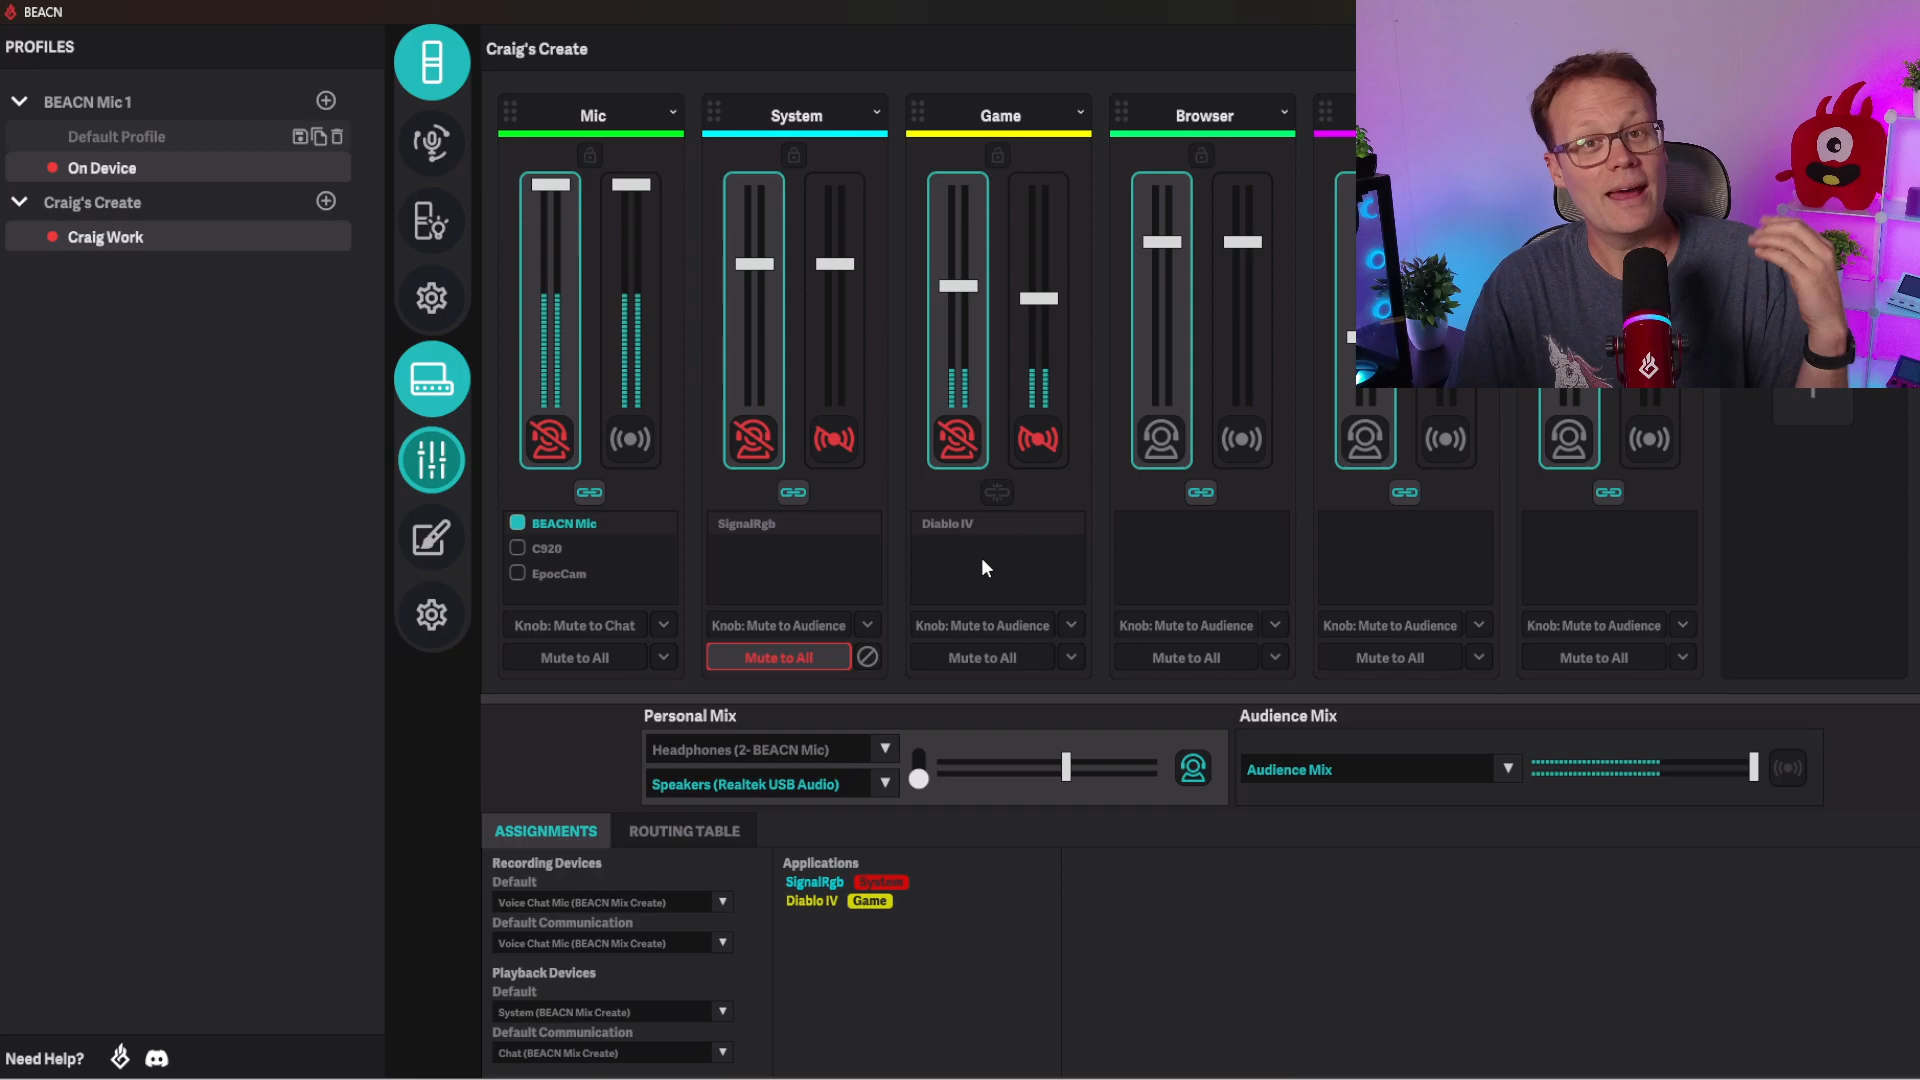 BEACN
PROFILES
BEACN Mic 1
Default Profile
On Device
Craig's Create
Craig Work
Need Help?
Craig's Create
Mic
System
Game
Browser
BEACN Mic
C920
EpocCam
SignalRgb
Diablo IV
Knob: Mute to Chat
Knob: Mute to Audience
Knob: Mute to Audience
Knob: Mute to Audience
Knob: Mute to Audience
Knob: Mute to Audience
Mute to All
Mute to All
Mute to All
Mute to All
Mute to All
Mute to All
Personal Mix
Headphones (2- BEACN Mic)
Speakers (Realtek USB Audio)
Audience Mix
Audience Mix
ASSIGNMENTS
ROUTING TABLE
Recording Devices
Default
Voice Chat Mic (BEACN Mix Create)
Default Communication
Voice Chat Mic (BEACN Mix Create)
Playback Devices
Default
System (BEACN Mix Create)
Default Communication
Chat (BEACN Mix Create)
Applications
SignalRgb System
Diablo IV Game